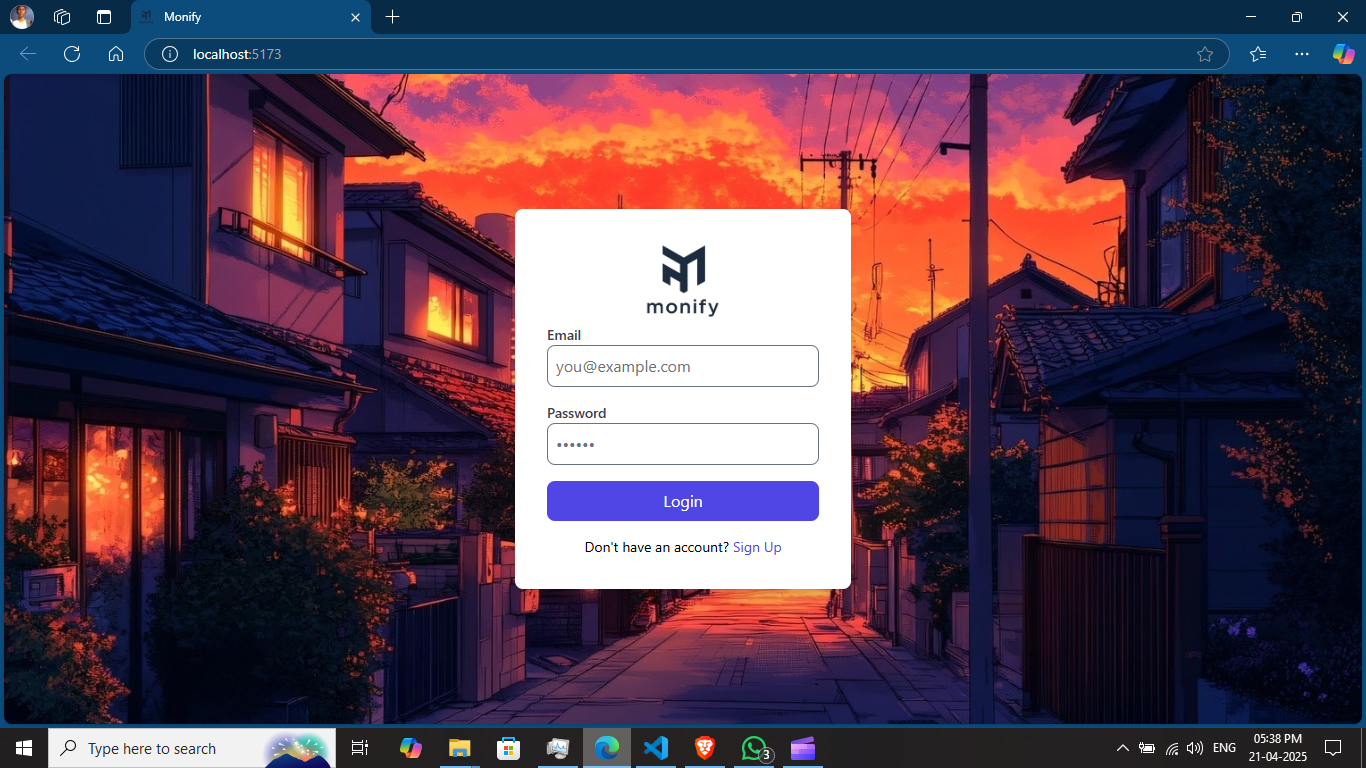 Monify
localhost:5173
monify
Email
you@example.com
Password
••••••
Login
Don't have an account? Sign Up
Type here to search
3
ENG
05:38 PM
21-04-2025